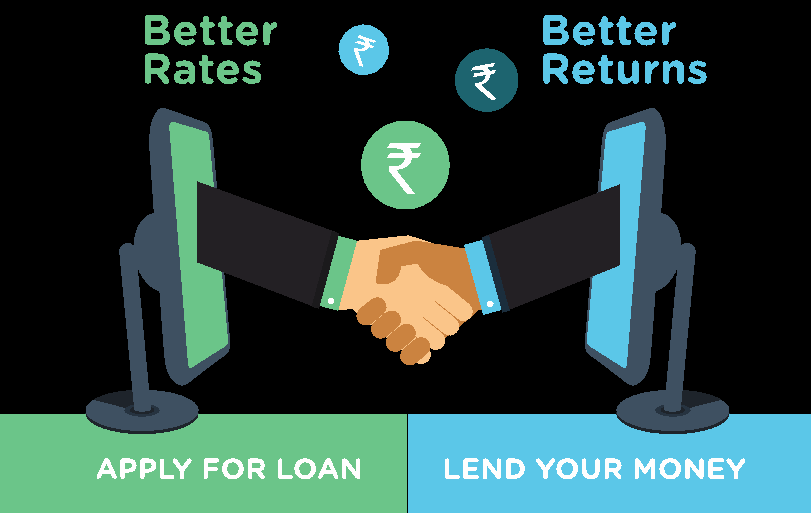 Better
Rates
₹
₹
₹
Better
Returns
APPLY FOR LOAN
LEND YOUR MONEY